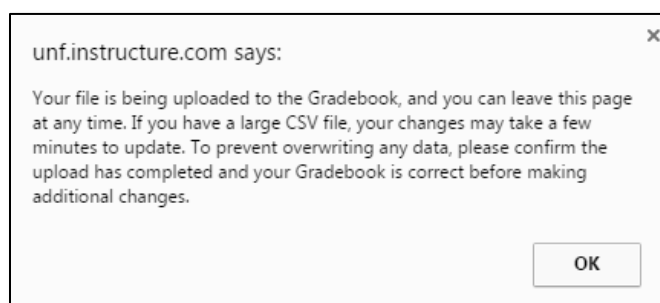 unf.instructure.com says:
Your file is being uploaded to the Gradebook, and you can leave this page
at any time. If you have a large CSV file, your changes may take a few
minutes to update. To prevent overwriting any data, please confirm the
upload has completed and your Gradebook is correct before making
additional changes.
OK